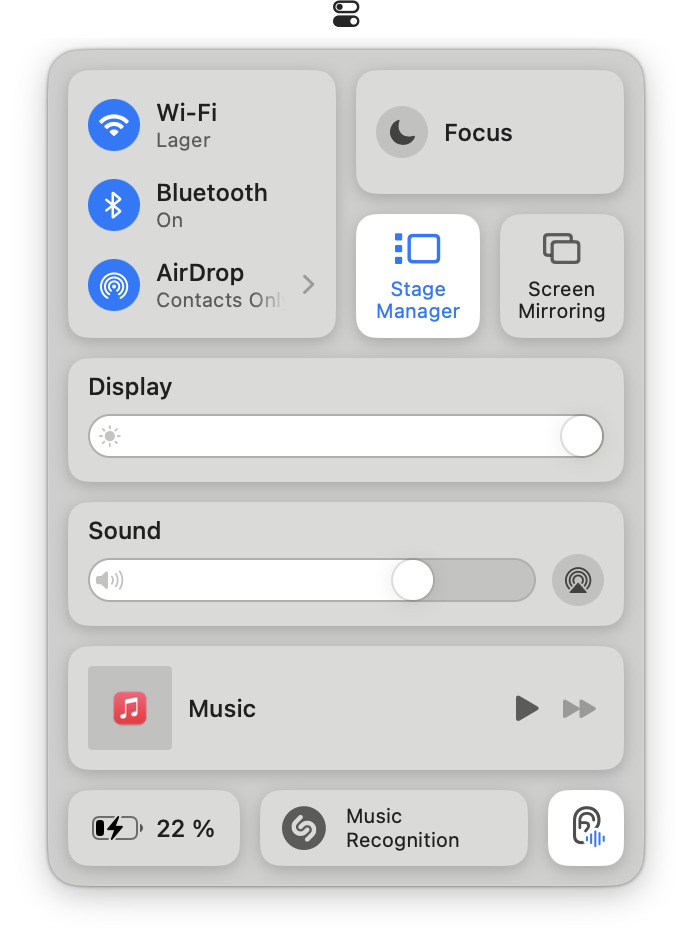 Wi-Fi
Lager
Bluetooth
On
AirDrop
Contacts Onl
Focus
Stage
Manager
Screen
Mirroring
Display
Sound
Music
22 %
Music
Recognition